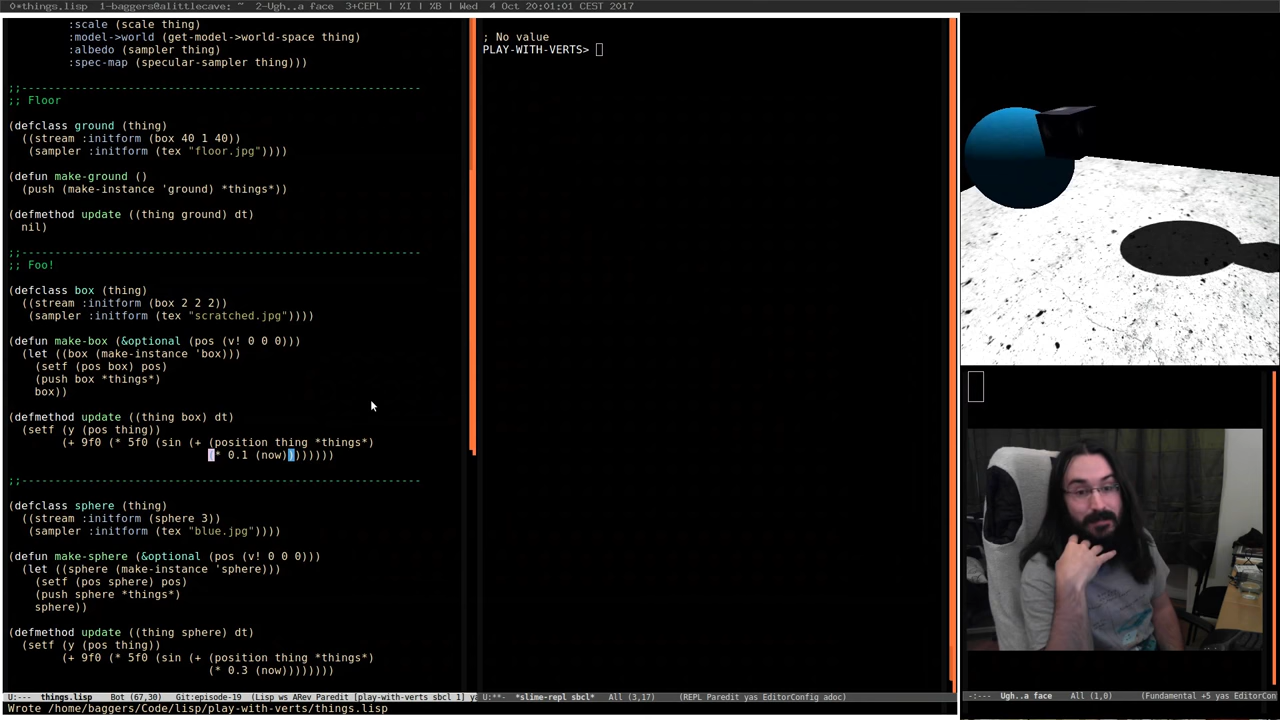 0*things.lisp  1-baggers@alittlecave: ~  2-Ugh..a face  3+CEPL | XI | XB | Wed  4 Oct 20:01:01 CEST 2017
:scale (scale thing)
:model->world (get-model->world-space thing)
:albedo (sampler thing)
:spec-map (specular-sampler thing)))
;;------------------------------------------------------------
;; Floor
(defclass ground (thing)
  ((stream :initform (box 40 1 40))
   (sampler :initform (tex "floor.jpg"))))
(defun make-ground ()
  (push (make-instance 'ground) *things*))
(defmethod update ((thing ground) dt)
  nil)
;;------------------------------------------------------------
;; Foo!
(defclass box (thing)
  ((stream :initform (box 2 2 2))
   (sampler :initform (tex "scratched.jpg"))))
(defun make-box (&optional (pos (v! 0 0 0)))
  (let ((box (make-instance 'box)))
    (setf (pos box) pos)
    (push box *things*)
    box))
(defmethod update ((thing box) dt)
  (setf (y (pos thing))
        (+ 9f0 (* 5f0 (sin (+ (position thing *things*)
                              (* 0.1 (now))))))))
;;------------------------------------------------------------
(defclass sphere (thing)
  ((stream :initform (sphere 3))
   (sampler :initform (tex "blue.jpg"))))
(defun make-sphere (&optional (pos (v! 0 0 0)))
  (let ((sphere (make-instance 'sphere)))
    (setf (pos sphere) pos)
    (push sphere *things*)
    sphere))
(defmethod update ((thing sphere) dt)
  (setf (y (pos thing))
        (+ 9f0 (* 5f0 (sin (+ (position thing *things*)
                              (* 0.3 (now))))))))
U:---  things.lisp    Bot (67,30)   Git:episode-19  (Lisp ws ARev Paredit [play-with-verts sbcl 1] ya
Wrote /home/baggers/Code/lisp/play-with-verts/things.lisp
; No value
PLAY-WITH-VERTS>
U:**-  *slime-repl sbcl*   All (3,17)     (REPL Paredit yas EditorConfig adoc)
-:---  Ugh..a face    All (1,0)      (Fundamental +5 yas EditorCon